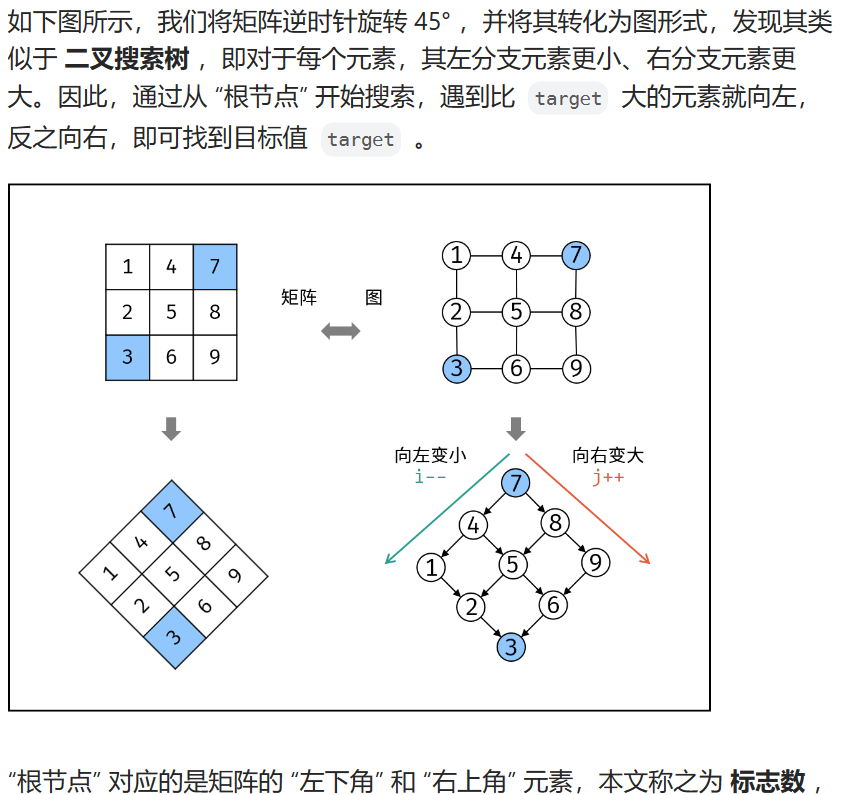 如下图所示，我们将矩阵逆时针旋转 45° ，并将其转化为图形式，发现其类
似于 二叉搜索树 ，即对于每个元素，其左分支元素更小、右分支元素更
大。因此，通过从 “根节点” 开始搜索，遇到比 target 大的元素就向左，
反之向右，即可找到目标值 target 。
1 4 7
2 5 8
3 6 9
矩阵 图
1 4 7
2 5 8
3 6 9
7
4 8
1 5 9
2 6
3
向左变小 向右变大
i-- j++
7
4 8
1 5 9
2 6
3
“根节点” 对应的是矩阵的 “左下角” 和 “右上角” 元素，本文称之为 标志数 ，